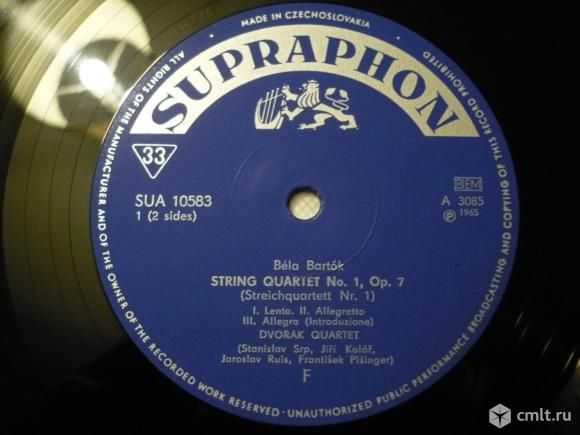 MADE IN CZECHOSLOVAKIA
ALL RIGHTS OF THE MANUFACTURER AND OF THE OWNER OF THE RECORDED WORK RESERVED - UNAUTHORIZED PUBLIC PERFORMANCE BROADCASTING AND COPYING OF THIS RECORD PROHIBITED
SUPRAPHON
33
SUA 10583
1 (2 sides)
BIEM
A 3085
Ⓟ 1965
Béla Bartók
STRING QUARTET No. 1, Op. 7
(Streichquartett Nr. 1)
I. Lento. II. Allegretto
III. Allegro (Introduzione)
DVOŘÁK QUARTET
(Stanislav Srp, Jiří Kolář,
Jaroslav Ruis, František Pišinger)
F
cmlt.ru